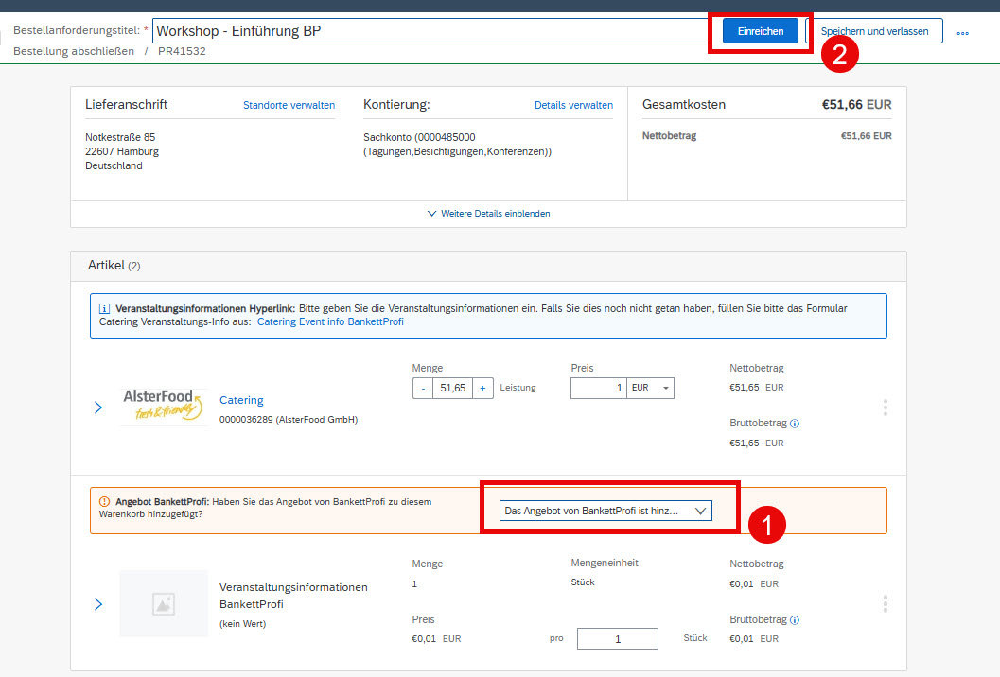 Bestellanforderungstitel: * Workshop - Einführung BP Einreichen Speichern und verlassen
2
Bestellung abschließen / PR41532
Lieferanschrift Standorte verwalten Kontierung: Details verwalten Gesamtkosten €51,66 EUR
Notkestraße 85 Sachkonto (0000485000 Nettobetrag €51,66 EUR
22607 Hamburg (Tagungen,Besichtigungen,Konferenzen))
Deutschland
Weitere Details einblenden
Artikel (2)
Veranstaltungsinformationen Hyperlink: Bitte geben Sie die Veranstaltungsinformationen ein. Falls Sie dies noch nicht getan haben, füllen Sie bitte das Formular
Catering Veranstaltungs-Info aus: Catering Event info BankettProfi
Menge Preis Nettobetrag
- 51,65 + Leistung 1 EUR €51,65 EUR
AlsterFood
fresh & friendly
Catering
0000036289 (AlsterFood GmbH)
Bruttobetrag
€51,65 EUR
Angebot BankettProfi: Haben Sie das Angebot von BankettProfi zu diesem
Warenkorb hinzugefügt?
Das Angebot von BankettProfi ist hinz...
1
Menge Mengeneinheit Nettobetrag
1 Stück €0,01 EUR
Veranstaltungsinformationen
BankettProfi
(kein Wert)
Preis Bruttobetrag
€0,01 EUR pro 1 Stück €0,01 EUR